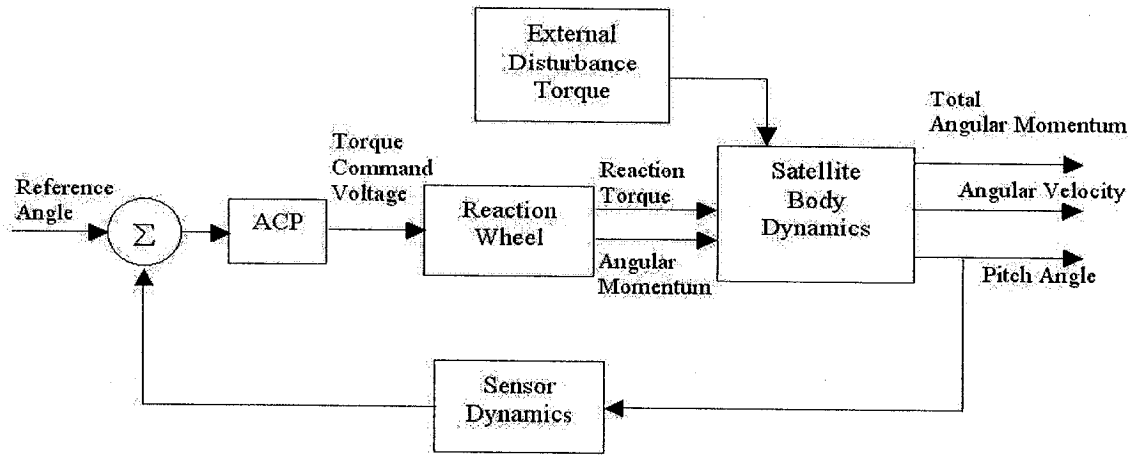 External
Disturbance
Torque
Total
Angular Momentum
Torque
Command
Voltage
Reaction
Torque
Satellite
Body
Dynamics
Angular Velocity
Reference
Angle
Σ
ACP
Reaction
Wheel
Angular
Momentum
Pitch Angle
Sensor
Dynamics